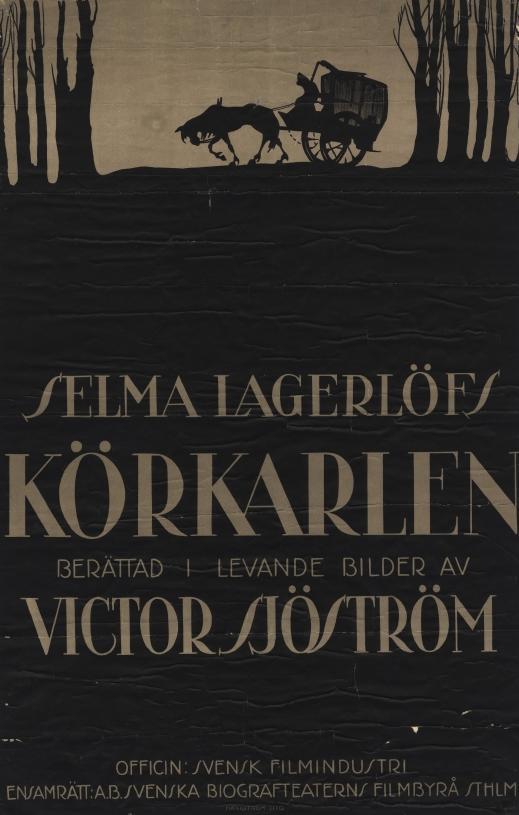 SELMA LAGERLÖFS
KÖRKARLEN
BERÄTTAD I LEVANDE BILDER AV
VICTOR SJÖSTRÖM
OFFICIN: SVENSK FILMINDUSTRI
ENSAMRÄTT: A.B. SVENSKA BIOGRAFTEATERNS FILMBYRÅ STHLM